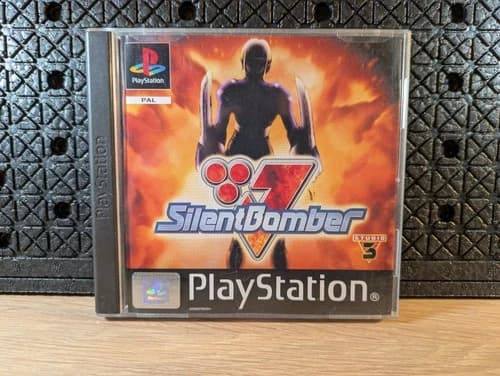 PlayStation
PlayStation
PAL
SilentBomber
STUDIO
3
PlayStation®